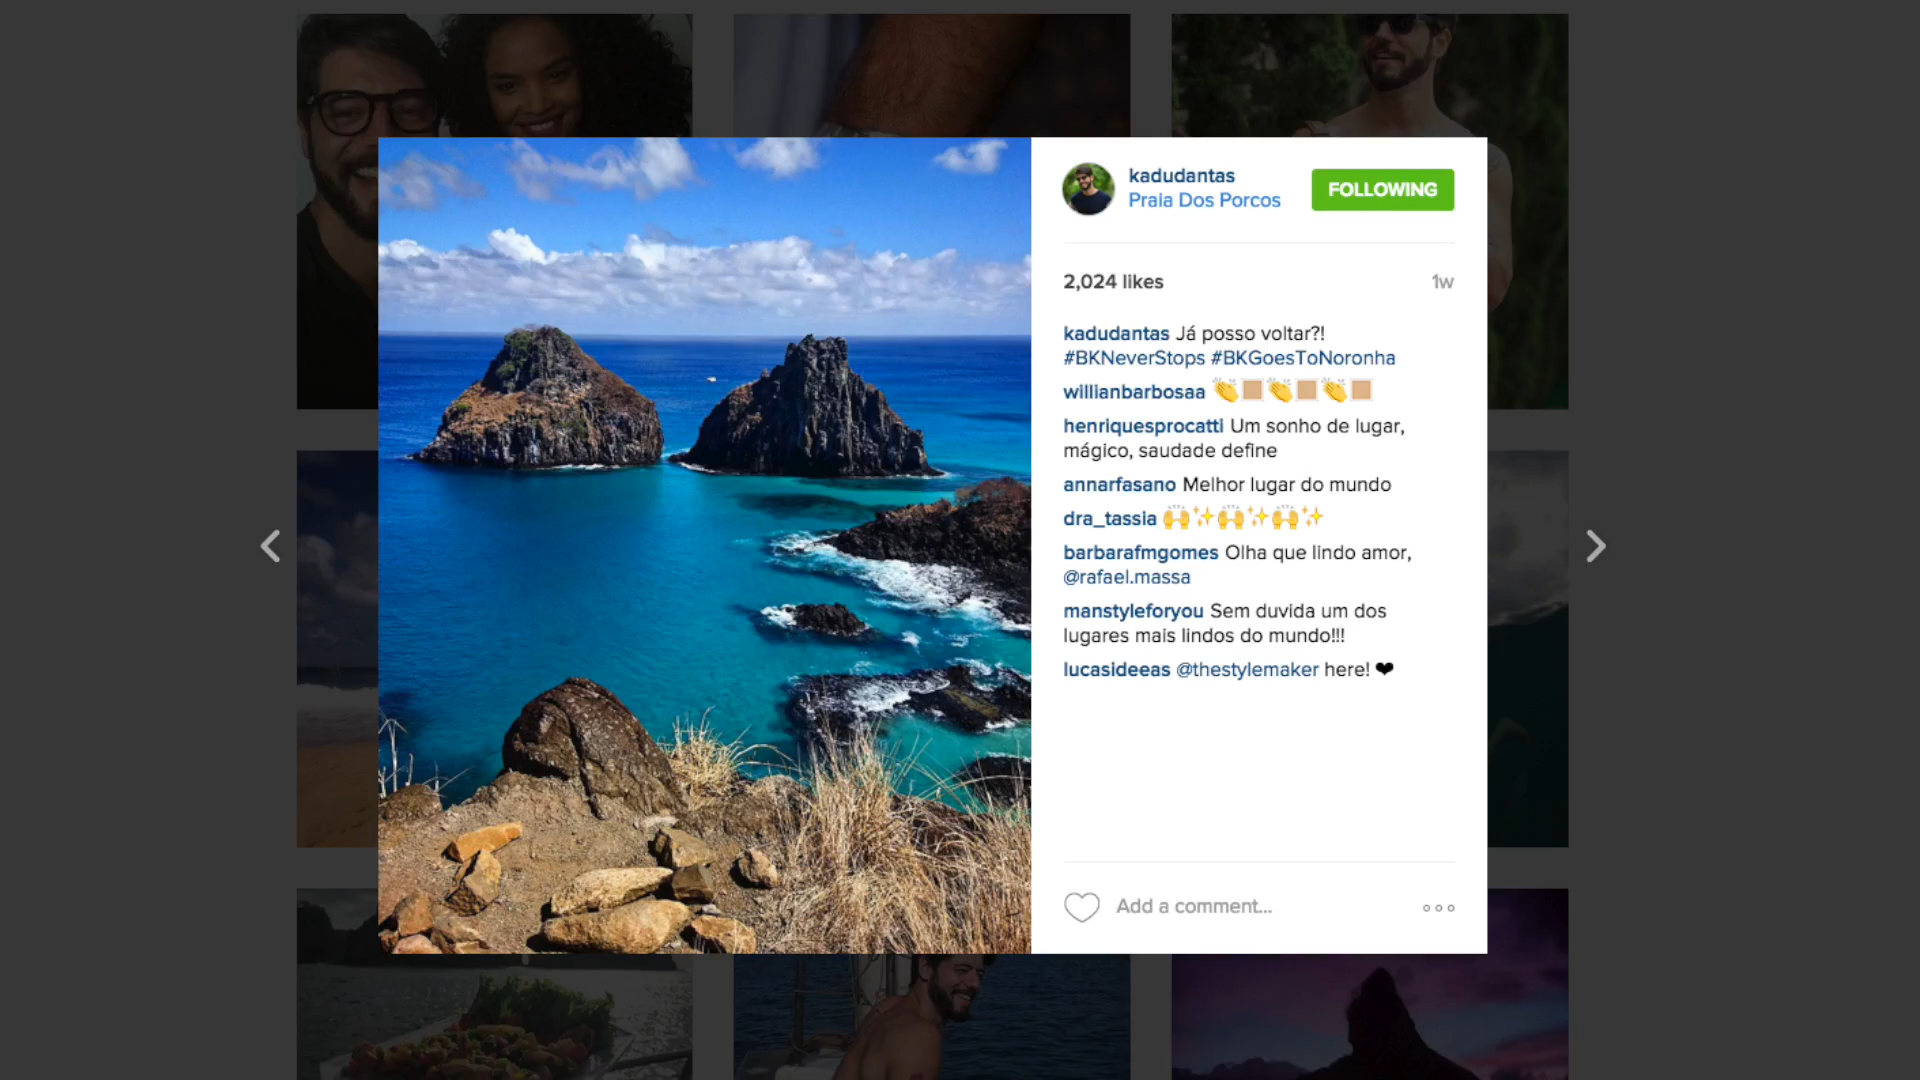 kadudantas
Praia Dos Porcos
FOLLOWING
2,024 likes
1w
kadudantas Já posso voltar?!
#BKNeverStops #BKGoesToNoronha
willianbarbosaa 👏🏽👏🏽👏🏽
henriquesprocatti Um sonho de lugar,
mágico, saudade define
annarfasano Melhor lugar do mundo
dra_tassia 🙌✨🙌✨🙌✨
barbarafmgomes Olha que lindo amor,
@rafael.massa
manstyleforyou Sem duvida um dos
lugares mais lindos do mundo!!!
lucasideeas @thestylemaker here! ❤
Add a comment...